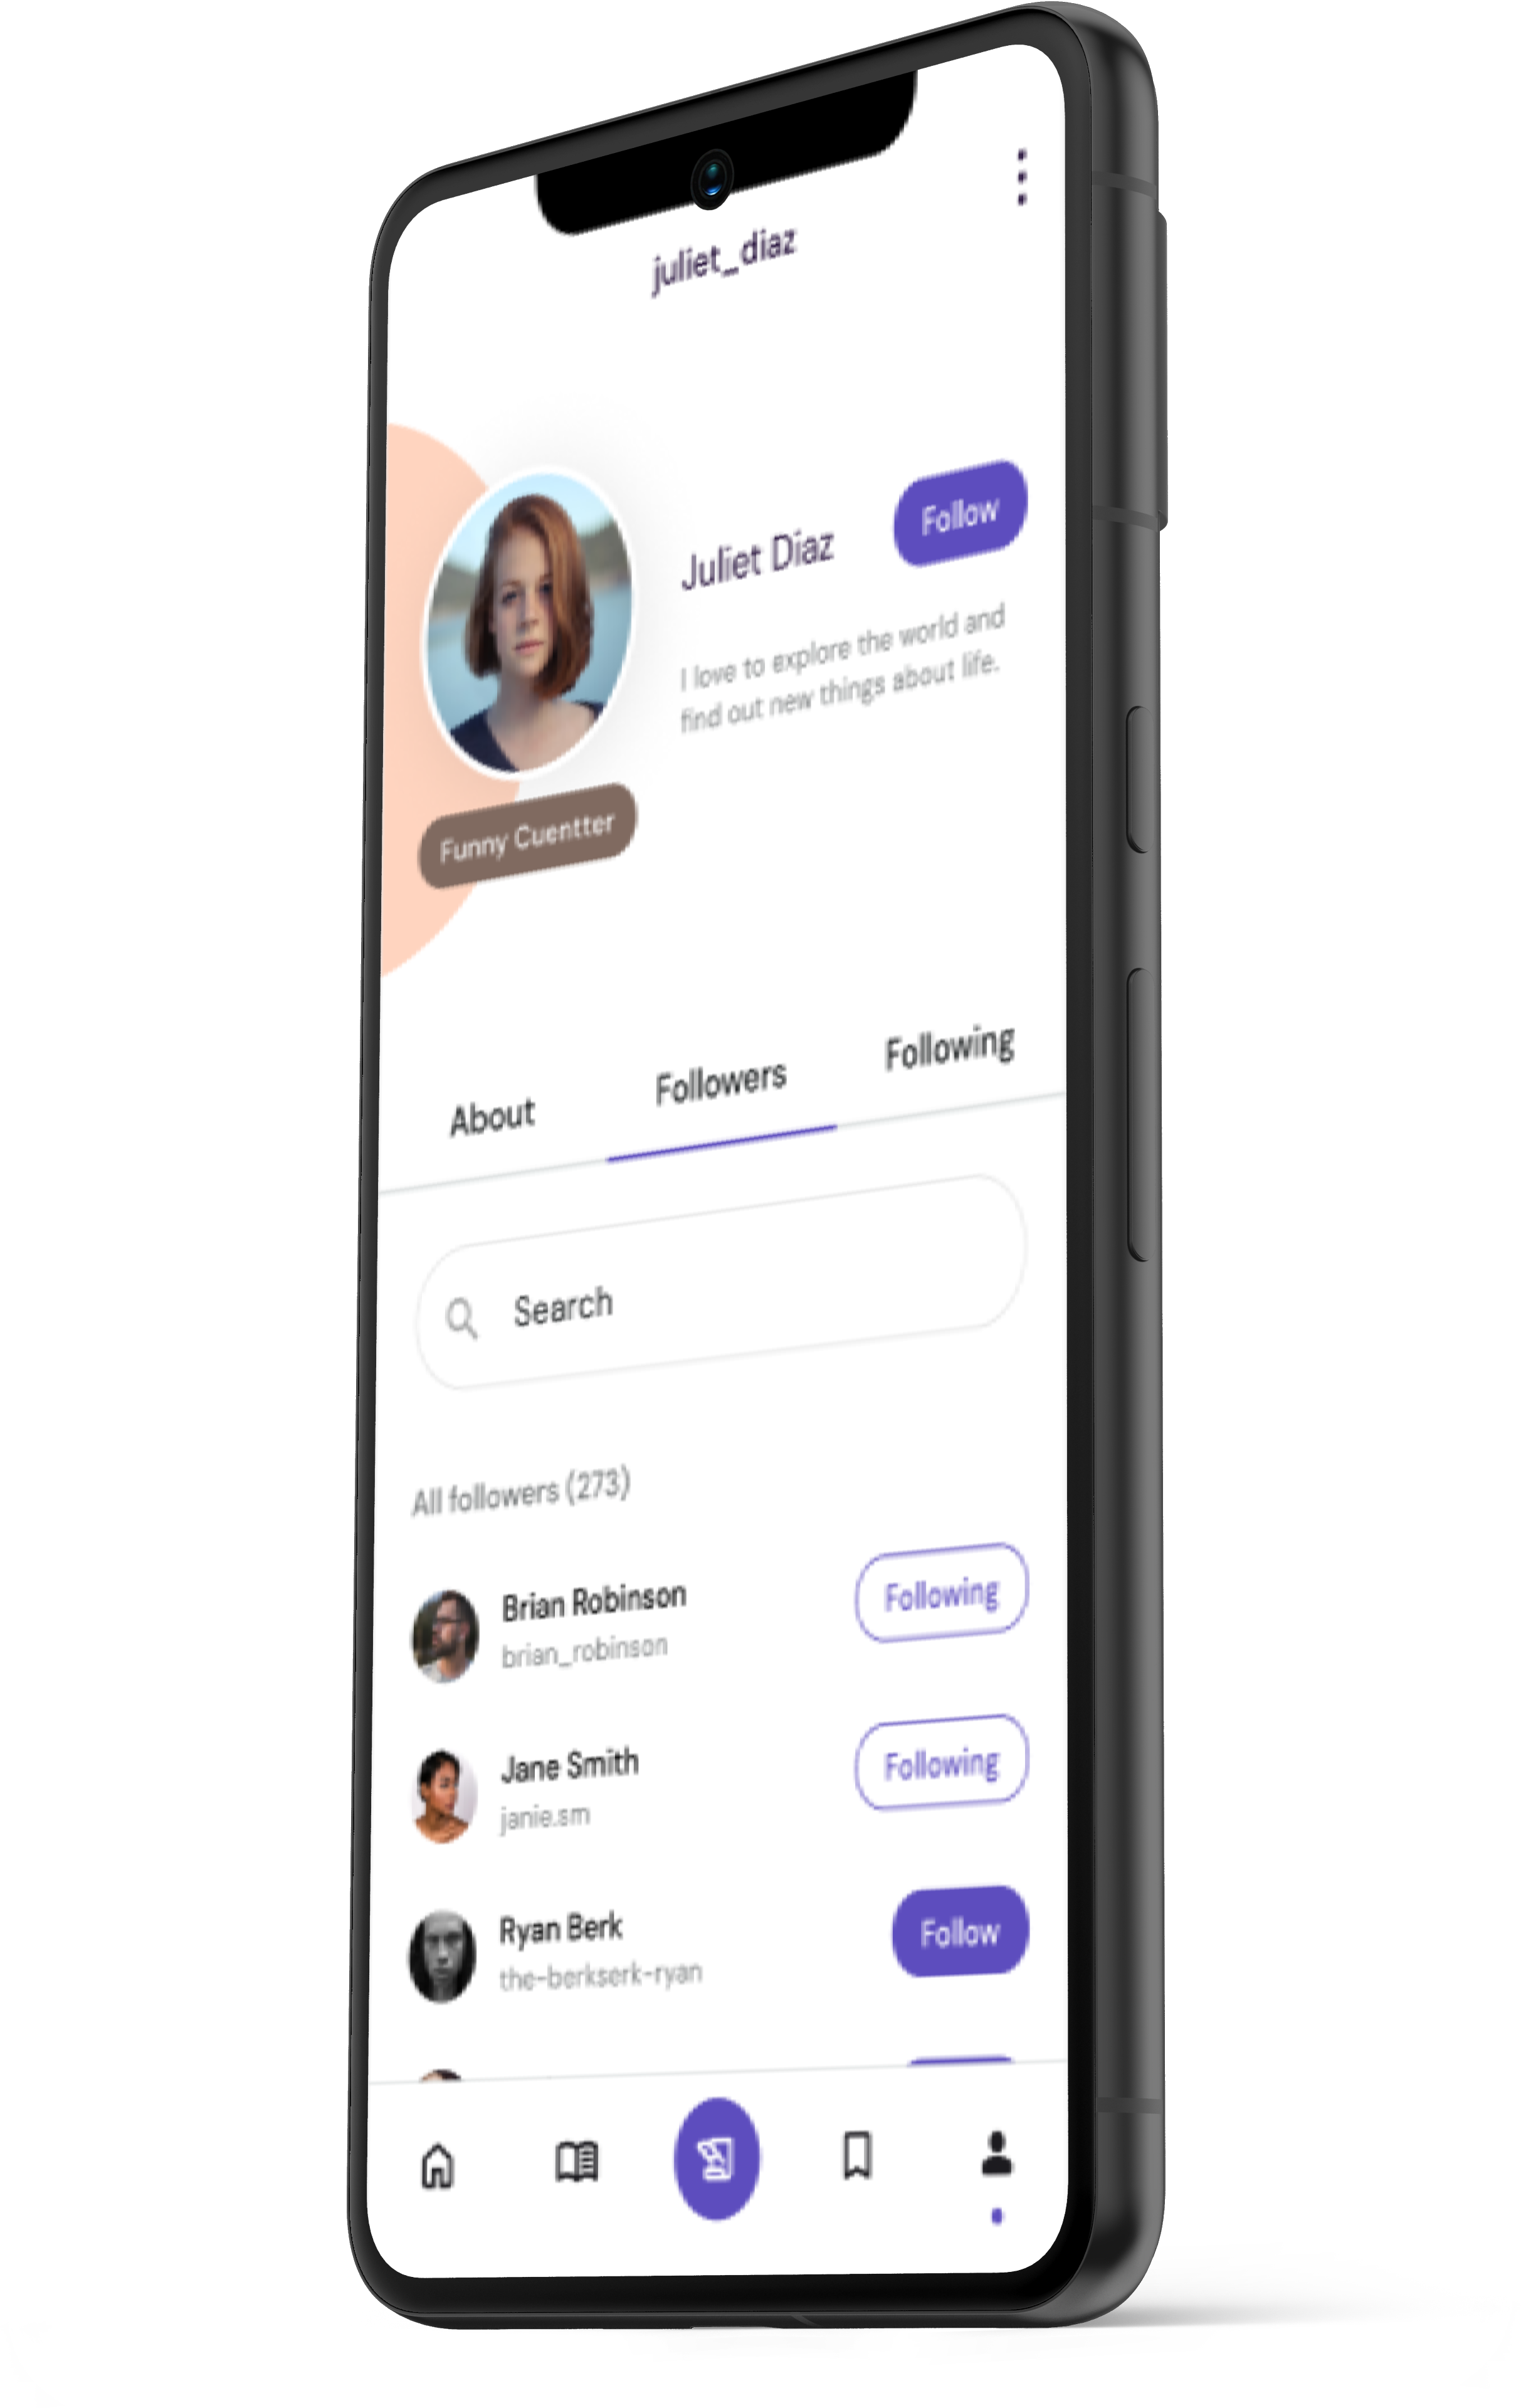 juliet_diaz
Juliet Díaz
Follow
I love to explore the world and
find out new things about life.
Funny Cuentter
About
Followers
Following
Search
All followers (273)
Brian Robinson
brian_robinson
Following
Jane Smith
janie.sm
Following
Ryan Berk
the-berkserk-ryan
Follow